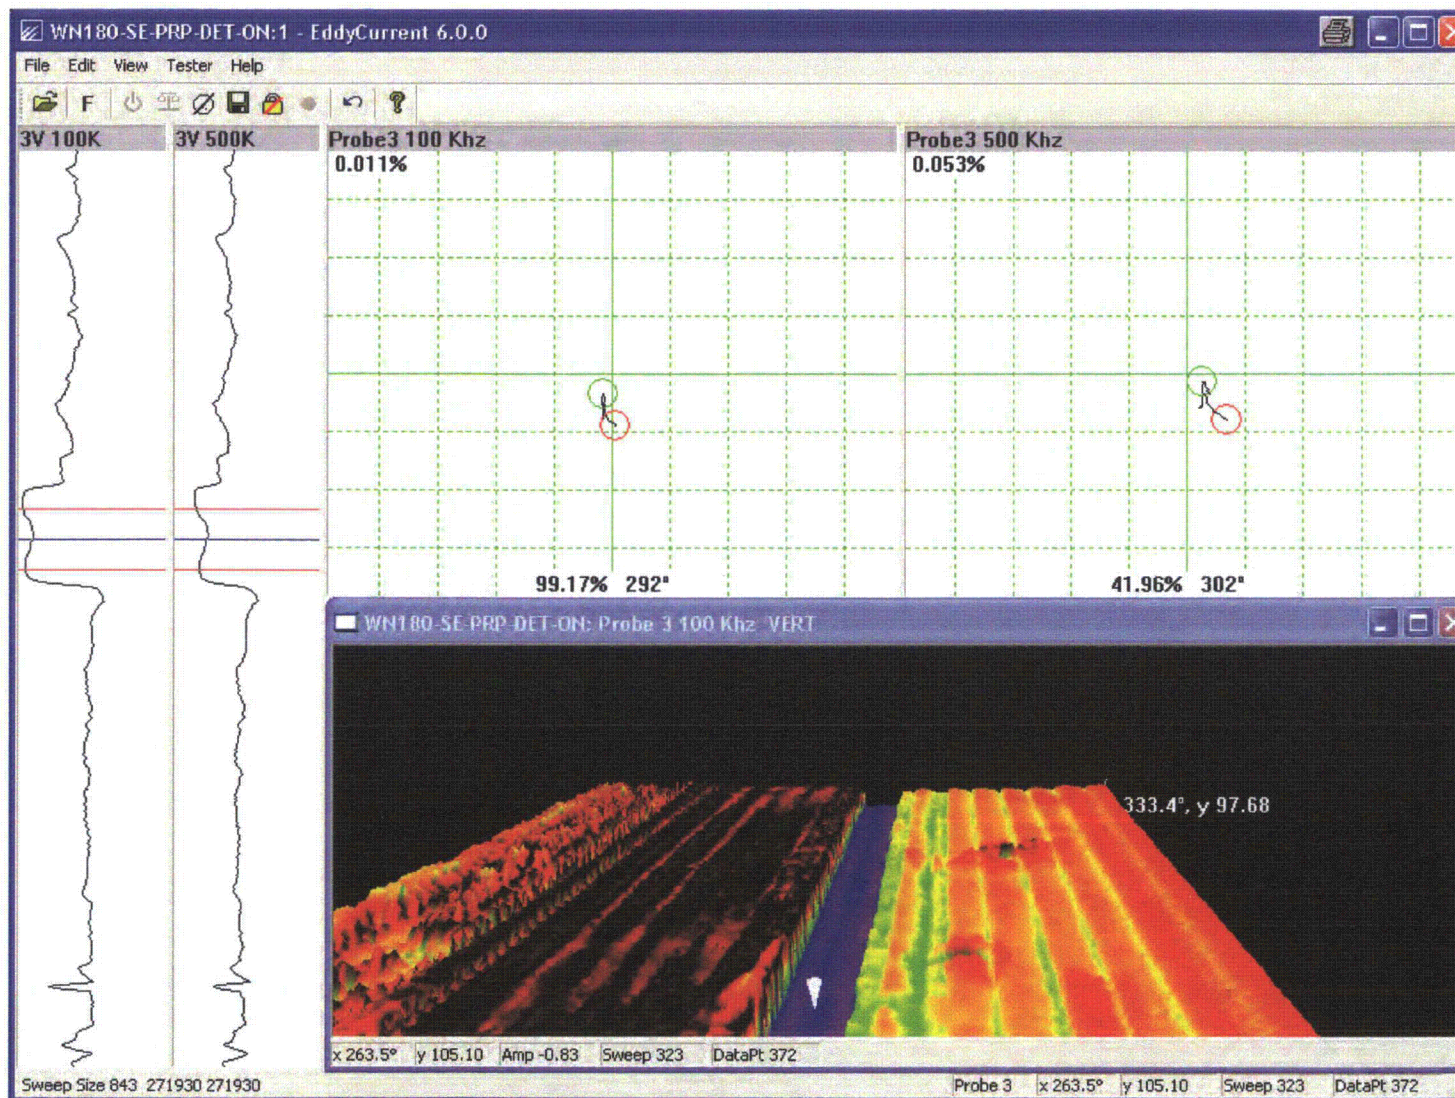 WN180-SE-PRP-DET-ON:1 - EddyCurrent 6.0.0
File Edit View Tester Help
F
3V 100K
3V 500K
Probe3 100 Khz
0.011%
99.17% 292°
Probe3 500 Khz
0.053%
41.96% 302°
WN180-SE-PRP-DET-ON: Probe 3 100 Khz VERT
333.4°, y 97.68
x 263.5° y 105.10 Amp -0.83 Sweep 323 DataPt 372
Sweep Size 843 271930 271930 Probe 3 x 263.5° y 105.10 Sweep 323 DataPt 372